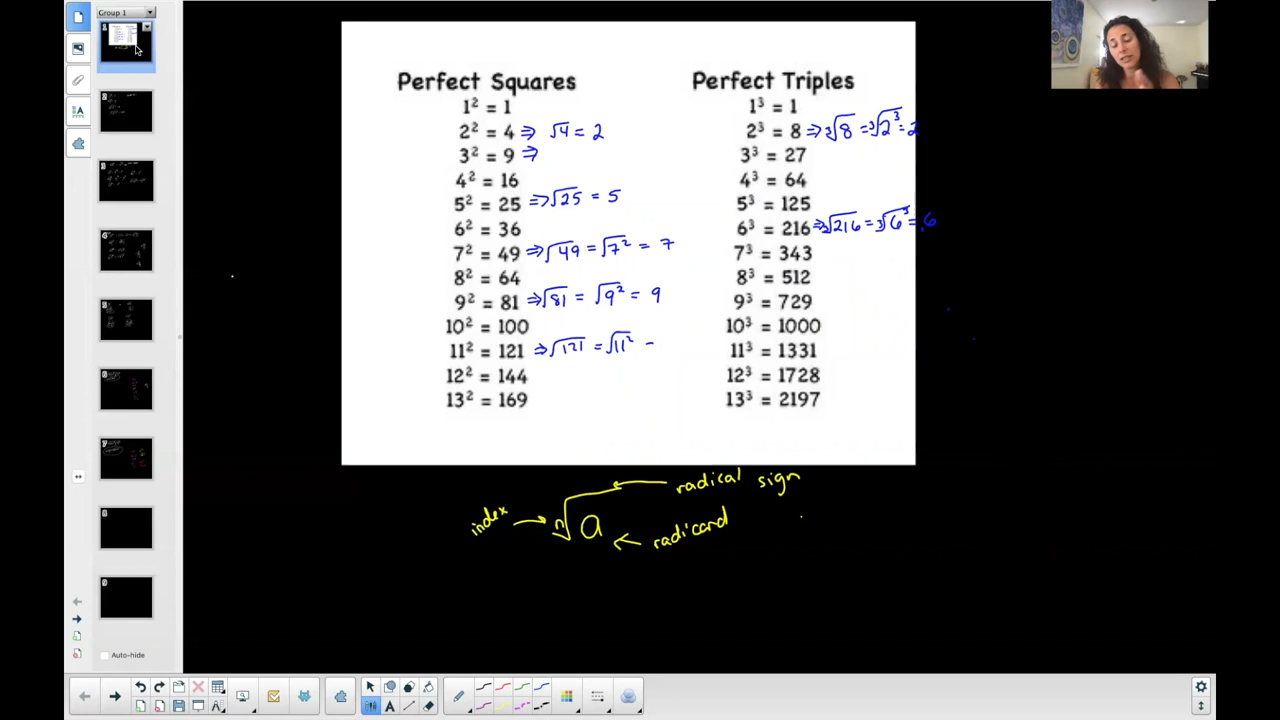 Group 1
Perfect Squares
1² = 1
2² = 4 ⇒ √4 = 2
3² = 9 ⇒
4² = 16
5² = 25 ⇒ √25 = 5
6² = 36
7² = 49 ⇒ √49 = √7² = 7
8² = 64
9² = 81 ⇒ √81 = √9² = 9
10² = 100
11² = 121 ⇒ √121 = √11² -
12² = 144
13² = 169
Perfect Triples
1³ = 1
2³ = 8 ⇒ ³√8 = ³√2³ = 2
3³ = 27
4³ = 64
5³ = 125
6³ = 216 ⇒ ³√216 = ³√6³ = 6
7³ = 343
8³ = 512
9³ = 729
10³ = 1000
11³ = 1331
12³ = 1728
13³ = 2197
radical sign
index → ⁿ√a
← radicand
Auto-hide